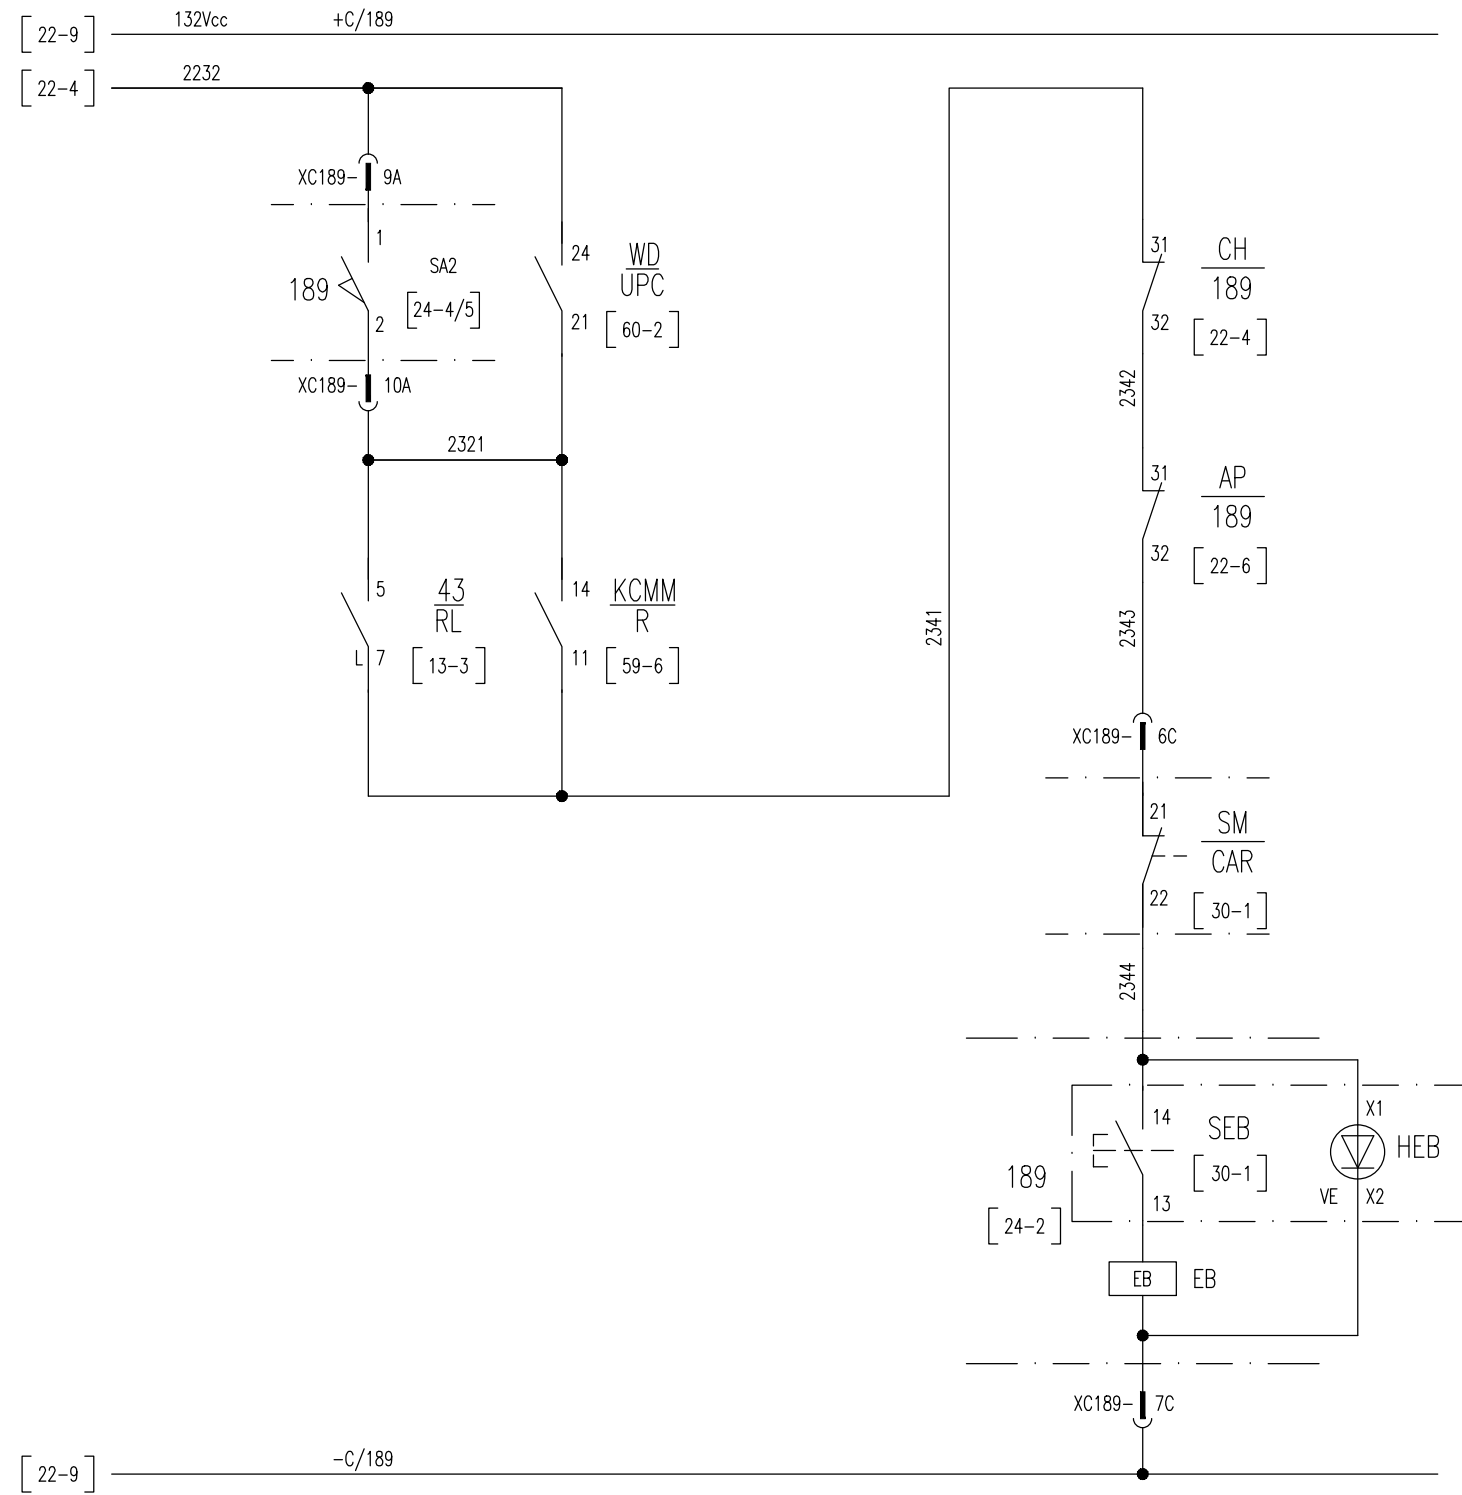 [22-9] 132Vcc +C/189
[22-4] 2232
XC189- 9A
1
189
2
SA2
[24-4/5]
24
WD
UPC
21
[60-2]
XC189- 10A
2321
5
43
RL
L 7
[13-3]
14
KCMM
R
11
[59-6]
2341
31
CH
189
32
[22-4]
2342
31
AP
189
32
[22-6]
2343
XC189- 6C
21
SM
CAR
22
[30-1]
2344
14
SEB
[30-1]
13
189
[24-2]
X1
HEB
VE X2
EB EB
XC189- 7C
[22-9] -C/189